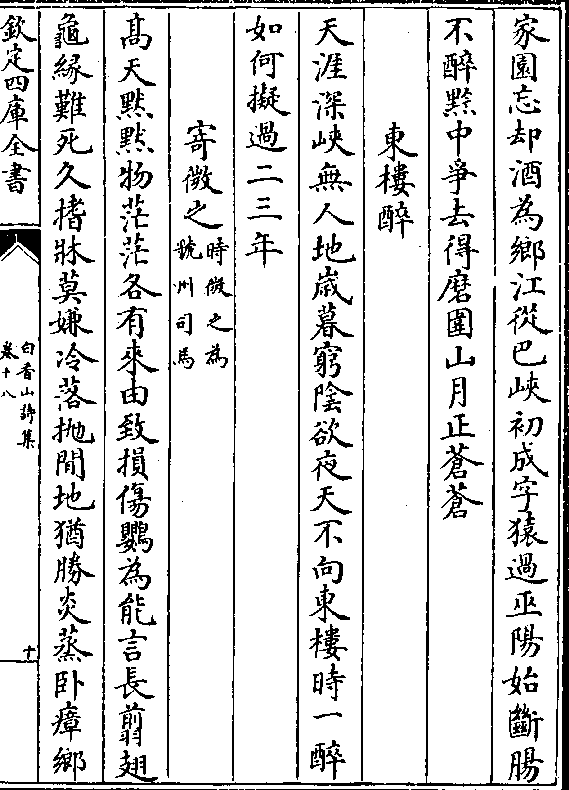 家園忘却酒為鄉江從巴峽初成字猿過巫陽始斷腸
不醉黔中爭去得磨圍山月正蒼蒼
東樓醉
天涯深峽無人地歲暮窮陰欲夜天不向東樓時一醉
如何擬過二三年
寄微之時微之為
虢州司馬
高天默默物茫茫各有來由致損傷鸚為能言長翦翅
龜緣難死久搘牀莫嫌冷落抛閒地猶勝炎蒸卧瘴鄉
欽定四庫全書
白香山詩集
卷十八
十